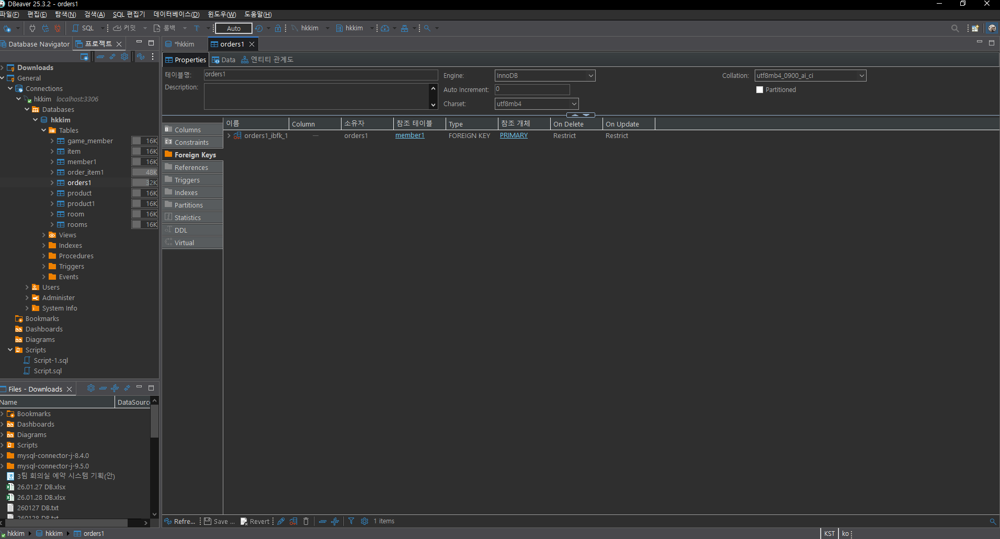 DBeaver 25.3.2 - orders1
파일(F) 편집(E) 탐색(N) 검색(A) SQL 편집기 데이터베이스(D) 윈도우(W) 도움말(H)
SQL 커밋 롤백 T Auto hkkim hkkim
Database Navigator 프로젝트
*hkkim orders1
Properties Data 엔티티 관계도
테이블명: orders1
Description:
Engine: InnoDB
Auto Increment: 0
Charset: utf8mb4
Collation: utf8mb4_0900_ai_ci
Partitioned
Downloads
General
Connections
hkkim localhost:3306
Databases
hkkim
Tables
game_member 16K
item 16K
member1 16K
order_item1 48K
orders1 32K
product 16K
product1 16K
room 16K
rooms 16K
Views
Indexes
Procedures
Triggers
Events
Users
Administer
System Info
Bookmarks
Dashboards
Diagrams
Scripts
Script-1.sql
Script.sql
Columns
Constraints
Foreign Keys
References
Triggers
Indexes
Partitions
Statistics
DDL
Virtual
이름 Column 소유자 참조 테이블 Type 참조 개체 On Delete On Update
orders1_ibfk_1 — orders1 member1 FOREIGN KEY PRIMARY Restrict Restrict
Files - Downloads
Name DataSourc
Bookmarks
Dashboards
Diagrams
Scripts
mysql-connector-j-8.4.0
mysql-connector-j-9.5.0
3팀 회의실 예약 시스템 기획(안)
26.01.27 DB.xlsx
26.01.28 DB.xlsx
260127 DB.txt
260128 DB.txt
Refre... Save ... Revert 1 items
hkkim hkkim orders1
KST ko